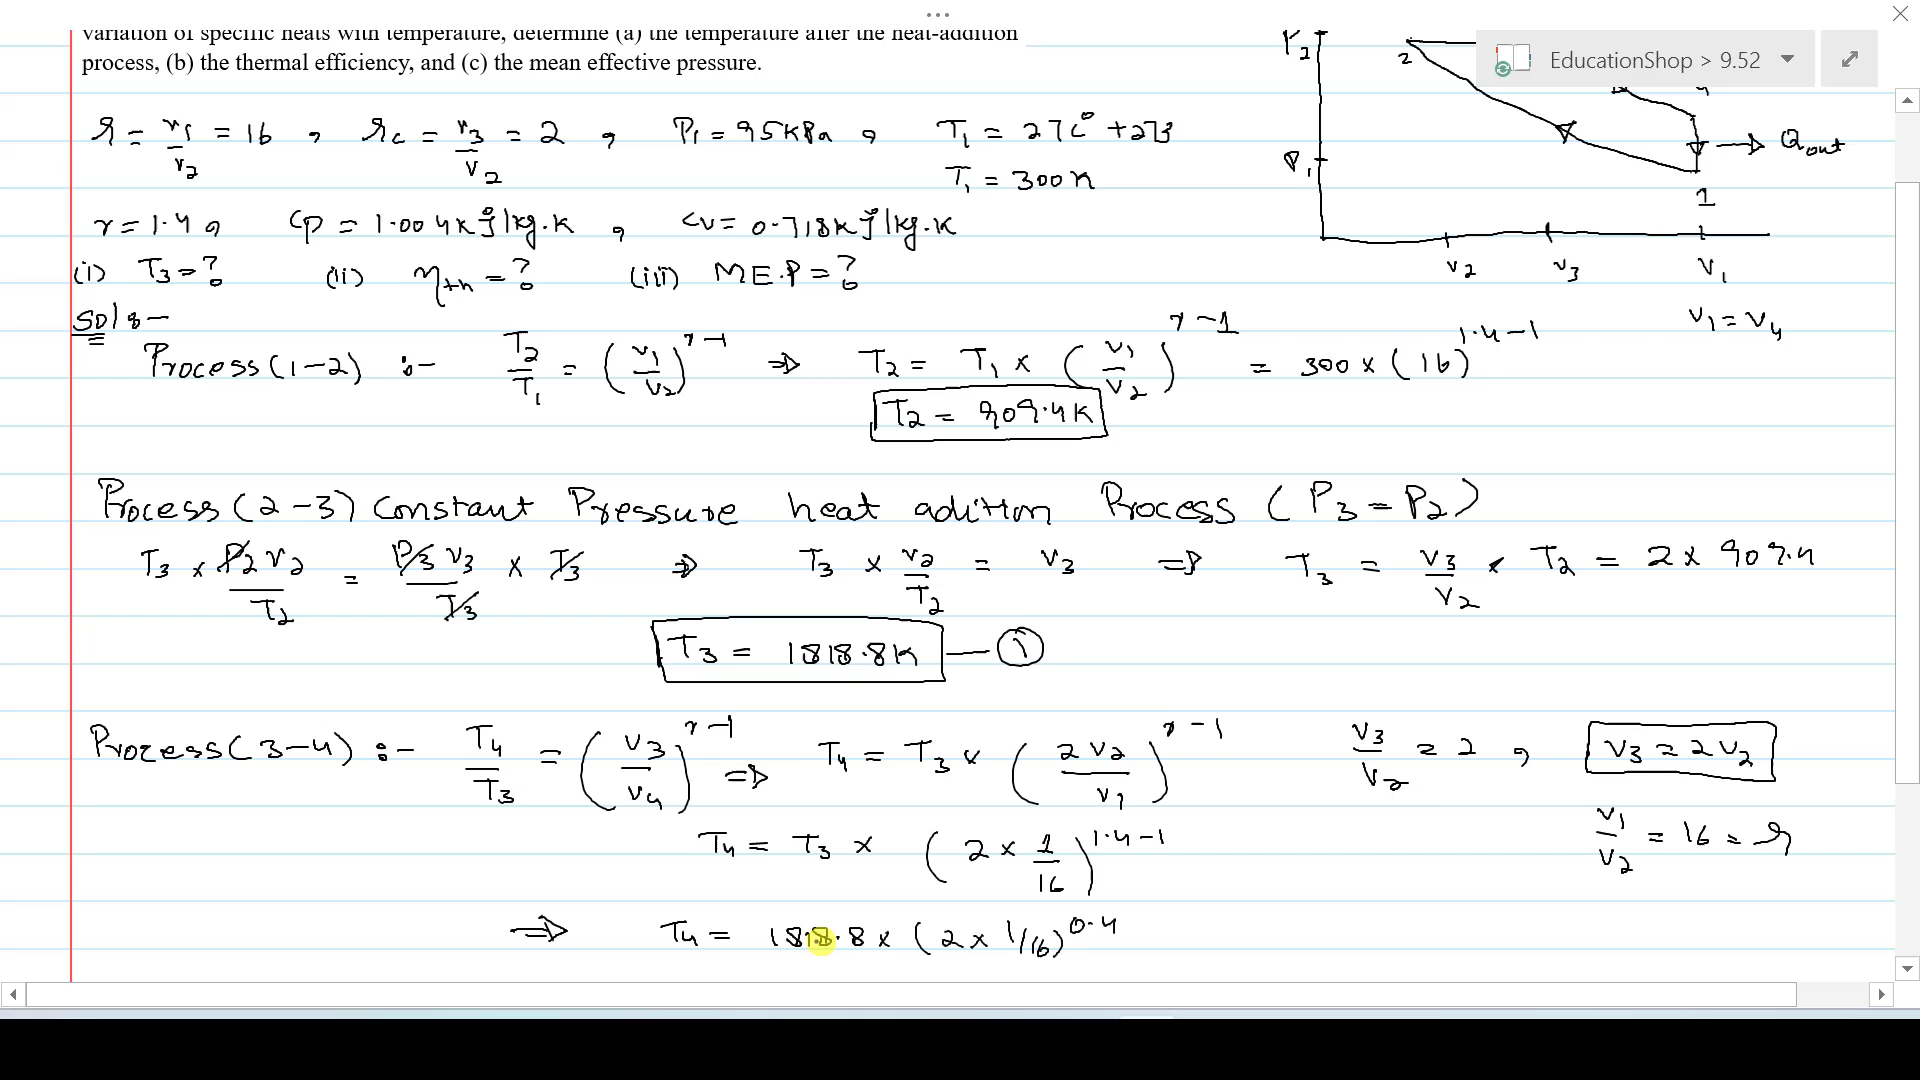 variation of specific heats with temperature, determine (a) the temperature after the heat-addition
process, (b) the thermal efficiency, and (c) the mean effective pressure.
EducationShop > 9.52
P2
2
4
P1
Qout
1
V2 V3 V1
V1 = V4
r = V1/V2 = 16 , rc = V3/V2 = 2 , P1 = 95 kPa , T1 = 27C° + 273
T1 = 300 K
r = 1.4 , Cp = 1.004 kJ/kg.K , Cv = 0.718 kJ/kg.K
(i) T3 = ? (ii) ηth = ? (iii) M.E.P = ?
Sol :-
Process (1-2) :- T2/T1 = (V1/V2)^(r-1) ⇒ T2 = T1 × (V1/V2)^(r-1) = 300 × (16)^(1.4-1)
T2 = 909.4 K
Process (2-3) Constant Pressure heat adition Process (P3 = P2)
T3 × P2 V2/T2 = P3 V3/T3 × T3 ⇒ T3 × V2/T2 = V3 ⇒ T3 = V3/V2 × T2 = 2 × 909.4
T3 = 1818.8 K — 1
Process (3-4) :- T4/T3 = (V3/V4)^(r-1) ⇒ T4 = T3 × (2V2/V1)^(r-1) V3/V2 = 2 , V3 = 2V2
T4 = T3 × (2 × 1/16)^(1.4-1) V1/V2 = 16 = r
⇒ T4 = 1818.8 × (2 × 1/16)^0.4